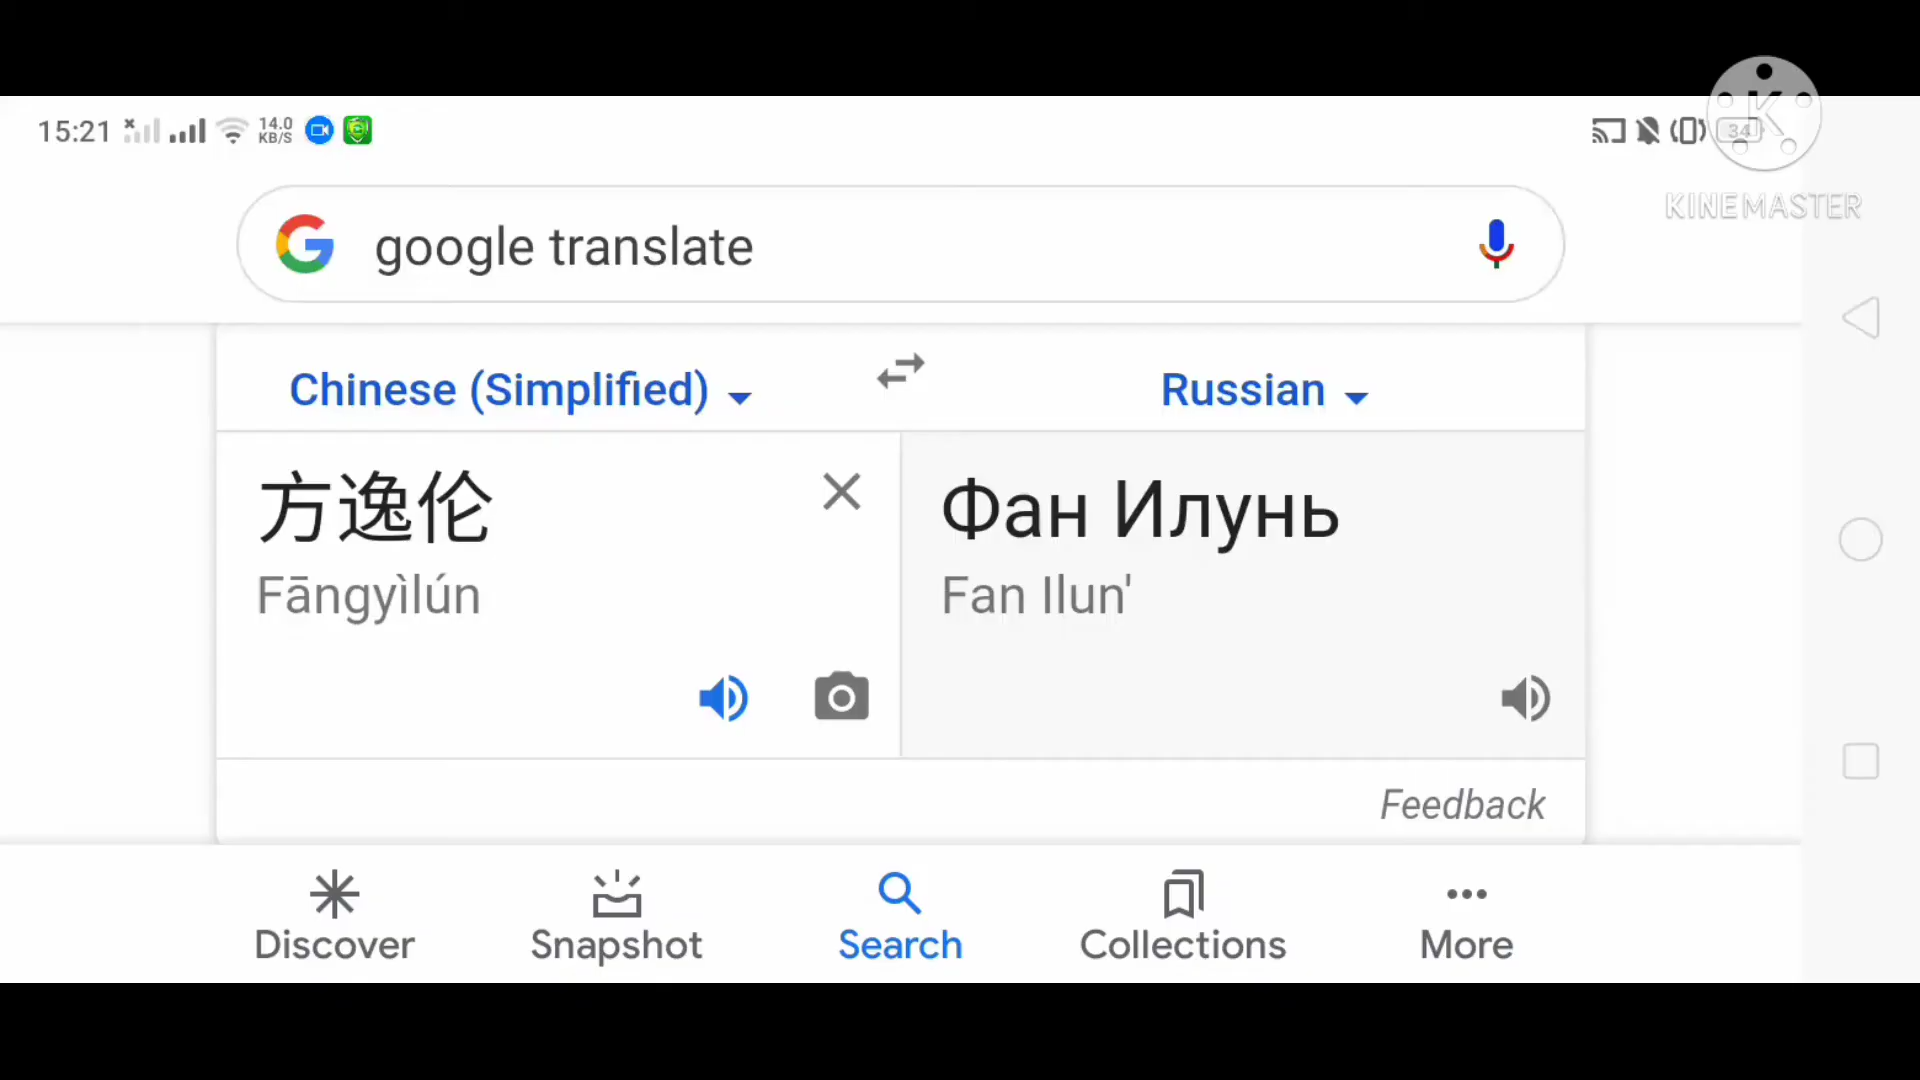 15:21 14.0 KB/S 34
KINEMASTER
google translate
Chinese (Simplified) Russian
方逸伦 Фан Илунь
Fāngyìlún Fan Ilun'
Feedback
Discover Snapshot Search Collections More